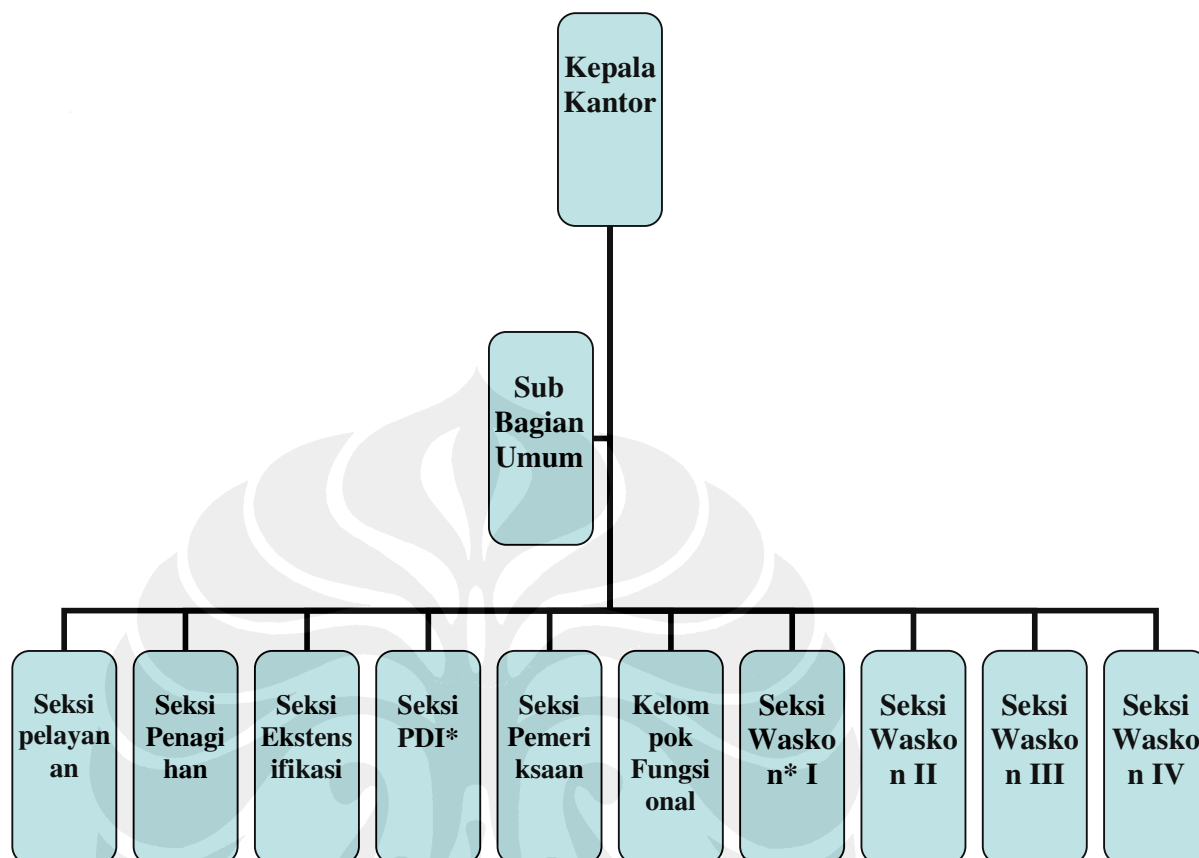 Kepala
Kantor
Sub
Bagian
Umum
Seksi
pelayan
an
Seksi
Penagi
han
Seksi
Ekstens
ifikasi
Seksi
PDI*
Seksi
Pemeri
ksaan
Kelom
pok
Fungsi
onal
Seksi
Wasko
n* I
Seksi
Wasko
n II
Seksi
Wasko
n III
Seksi
Wasko
n IV